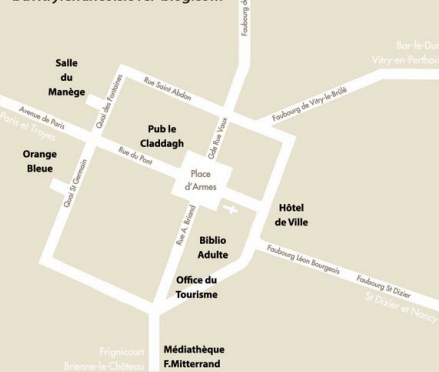 Faubourg de
Bar-le-Duc
Vitry-en-Perthois
Salle
du
Manège
Quai des Fontaines
Rue Saint Abdon
Faubourg de Vitry-le-Brûlé
Avenue de Paris
Paris et Troyes
Pub le
Claddagh
Gde Rue Vaux
Rue du Pont
Orange
Bleue
Quai St Germain
Place
d'Armes
Hôtel
de Ville
Rue A. Briand
Biblio
Adulte
Faubourg Léon Bourgeois
Faubourg St Dizier
St Dizier et Nancy
Office du
Tourisme
Frignicourt
Brienne-le-Château
Médiathèque
F.Mitterrand